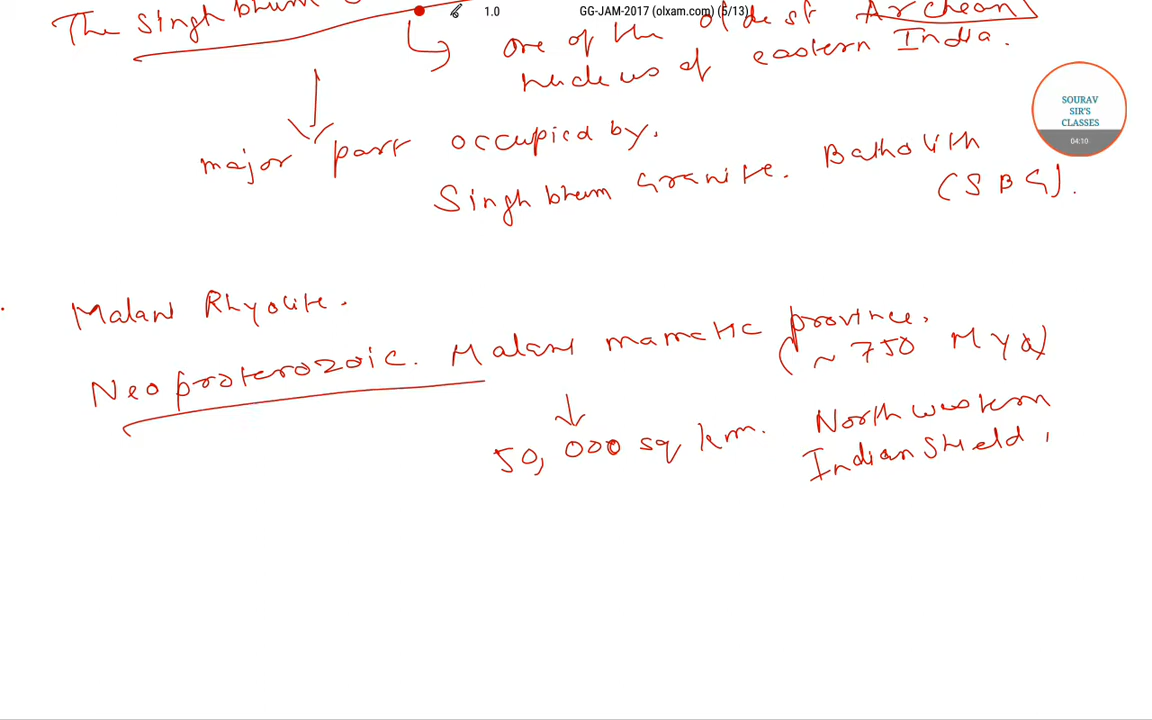 The Singhbhum
1.0
GG-JAM-2017 (olxam.com) (5/13)
one of the oldest Archean
nucleus of eastern India.
SOURAV
SIR'S
CLASSES
04:10
major part occupied by.
Singhbhum Granite. Batholith
(SBG).
Malani Rhyolite.
Neoproterozoic. Malani mamatic province.
(~ 750 Mya)
50,000 sq km. North western
Indian Shield,